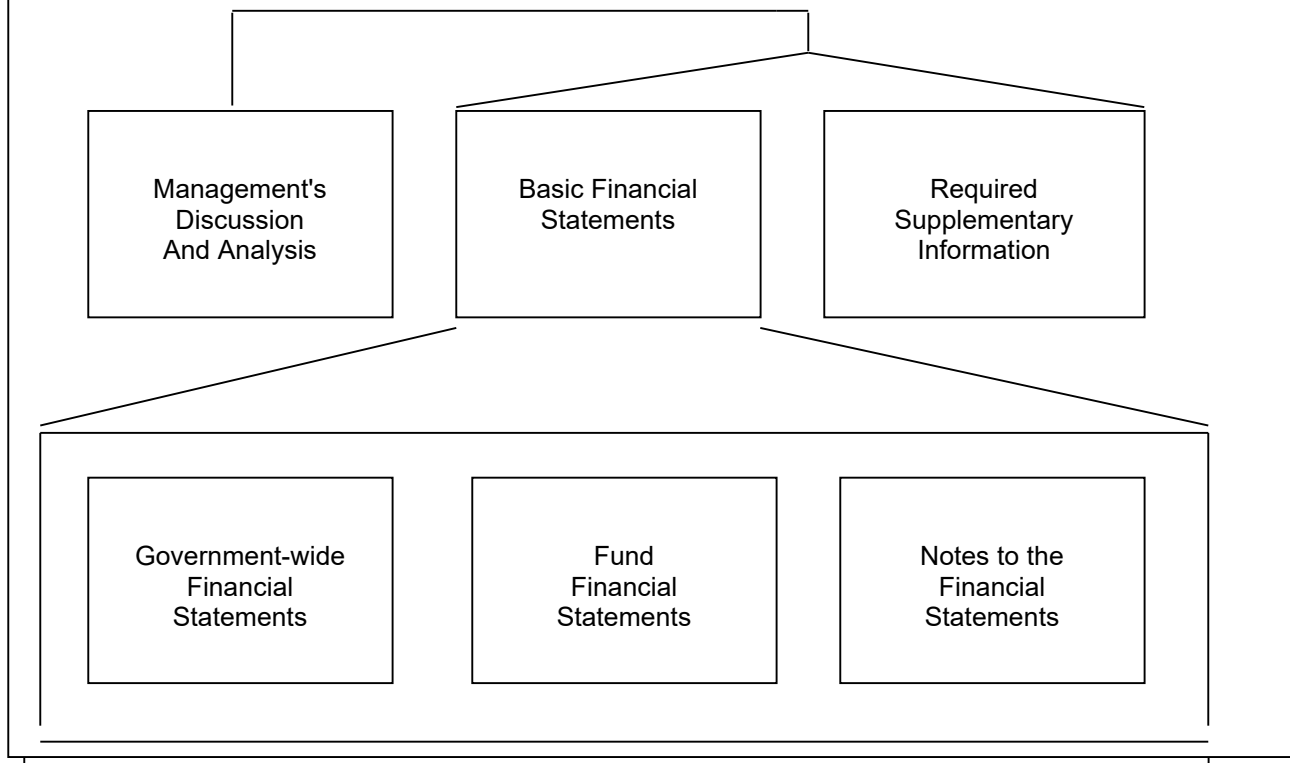 Management's
Discussion
And Analysis
Basic Financial
Statements
Required
Supplementary
Information
Government-wide
Financial
Statements
Fund
Financial
Statements
Notes to the
Financial
Statements